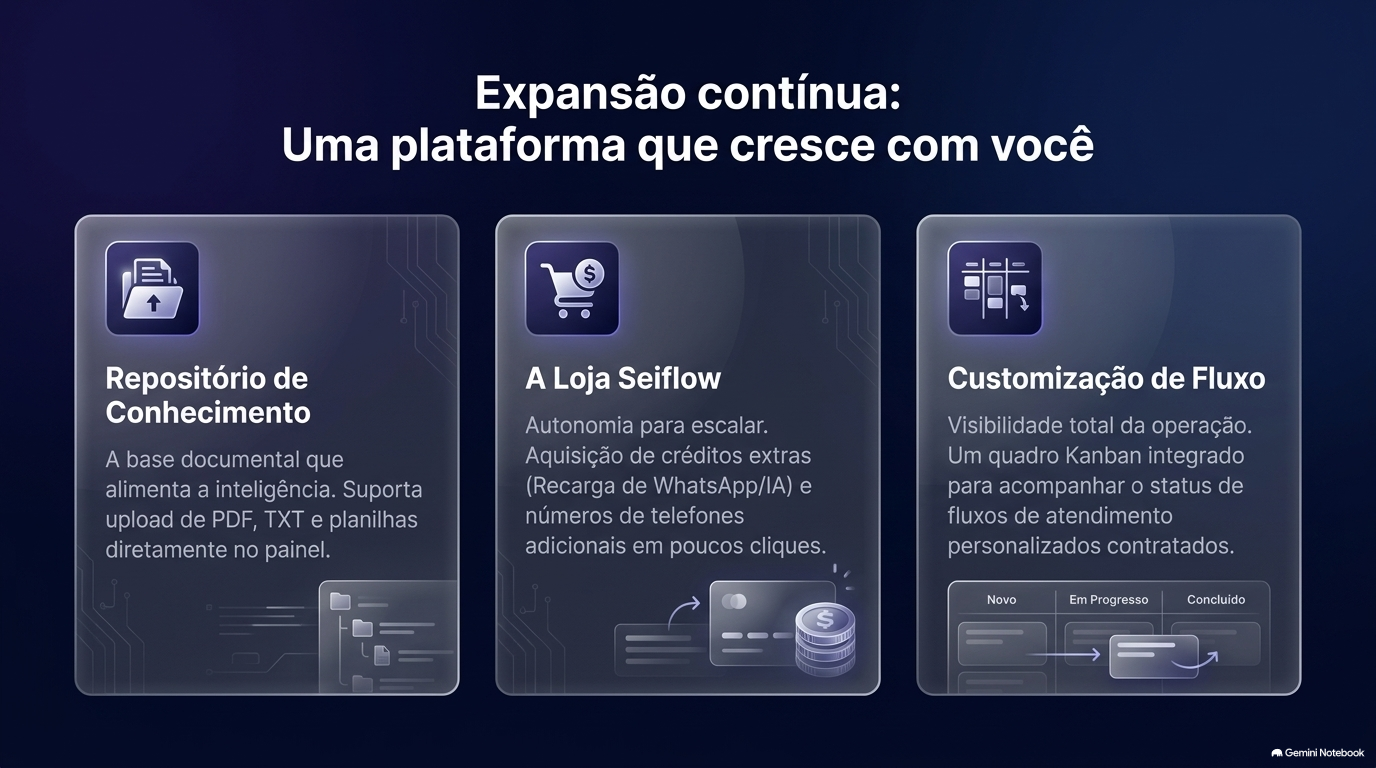 Expansão contínua:
Uma plataforma que cresce com você
Repositório de
Conhecimento
A base documental que
alimenta a inteligência. Suporta
upload de PDF, TXT e planilhas
diretamente no painel.
A Loja Seiflow
Autonomia para escalar.
Aquisição de créditos extras
(Recarga de WhatsApp/IA) e
números de telefones
adicionais em poucos cliques.
Customização de Fluxo
Visibilidade total da operação.
Um quadro Kanban integrado
para acompanhar o status de
fluxos de atendimento
personalizados contratados.
Novo
Em Progresso
Concluído
Gemini Notebook